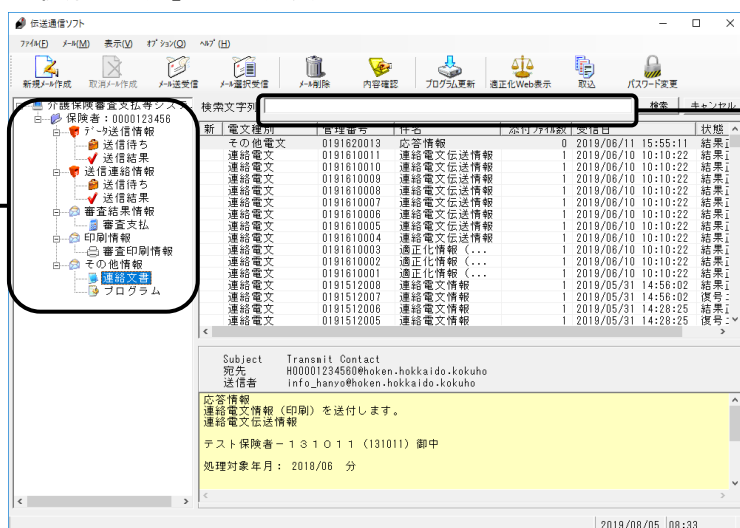 伝送通信ソフト
ファイル(F) メール(M) 表示(V) オプション(O) ヘルプ(H)
新規メール作成 取消メール作成 メール送受信 メール選択受信 メール削除 内容確認 プログラム更新 適正化Web表示 取込 パスワード変更
介護保険審査支払等シス
保険者：0000123456
データ送信情報
送信待ち
送信結果
送信連絡情報
送信待ち
送信結果
審査結果情報
審査支払
印刷情報
審査印刷情報
その他情報
連絡文書
プログラム
検索文字列 検索 キャンセル
新 電文種別 管理番号 件名 添付ファイル数 受信日 状態
その他電文 0191620013 応答情報 0 2019/06/11 15:55:11 結果正
連絡電文 0191610011 連絡電文伝送情報 1 2019/06/10 10:10:22 結果正
連絡電文 0191610010 連絡電文伝送情報 1 2019/06/10 10:10:22 結果正
連絡電文 0191610009 連絡電文伝送情報 1 2019/06/10 10:10:22 結果正
連絡電文 0191610008 連絡電文伝送情報 1 2019/06/10 10:10:22 結果正
連絡電文 0191610007 連絡電文伝送情報 1 2019/06/10 10:10:22 結果正
連絡電文 0191610006 連絡電文伝送情報 1 2019/06/10 10:10:22 結果正
連絡電文 0191610005 連絡電文伝送情報 1 2019/06/10 10:10:22 結果正
連絡電文 0191610004 連絡電文伝送情報 1 2019/06/10 10:10:22 結果正
連絡電文 0191610003 適正化情報（... 1 2019/06/10 10:10:22 結果正
連絡電文 0191610002 適正化情報（... 1 2019/06/10 10:10:22 結果正
連絡電文 0191610001 適正化情報（... 1 2019/06/10 10:10:22 結果正
連絡電文 0191512008 連絡電文情報 1 2019/05/31 14:56:02 結果正
連絡電文 0191512007 連絡電文情報 1 2019/05/31 14:56:02 復号コ
連絡電文 0191512006 連絡電文情報 1 2019/05/31 14:28:25 結果正
連絡電文 0191512005 連絡電文情報 1 2019/05/31 14:28:25 復号コ
Subject Transmit Contact
宛先 H00001234560@hoken.hokkaido.kokuho
送信者 info_hanyo@hoken.hokkaido.kokuho
応答情報
連絡電文情報（印刷）を送付します。
連絡電文伝送情報
テスト保険者－１３１０１１（131011）御中
処理対象年月： 2018/06 分
2019/08/05 08:33